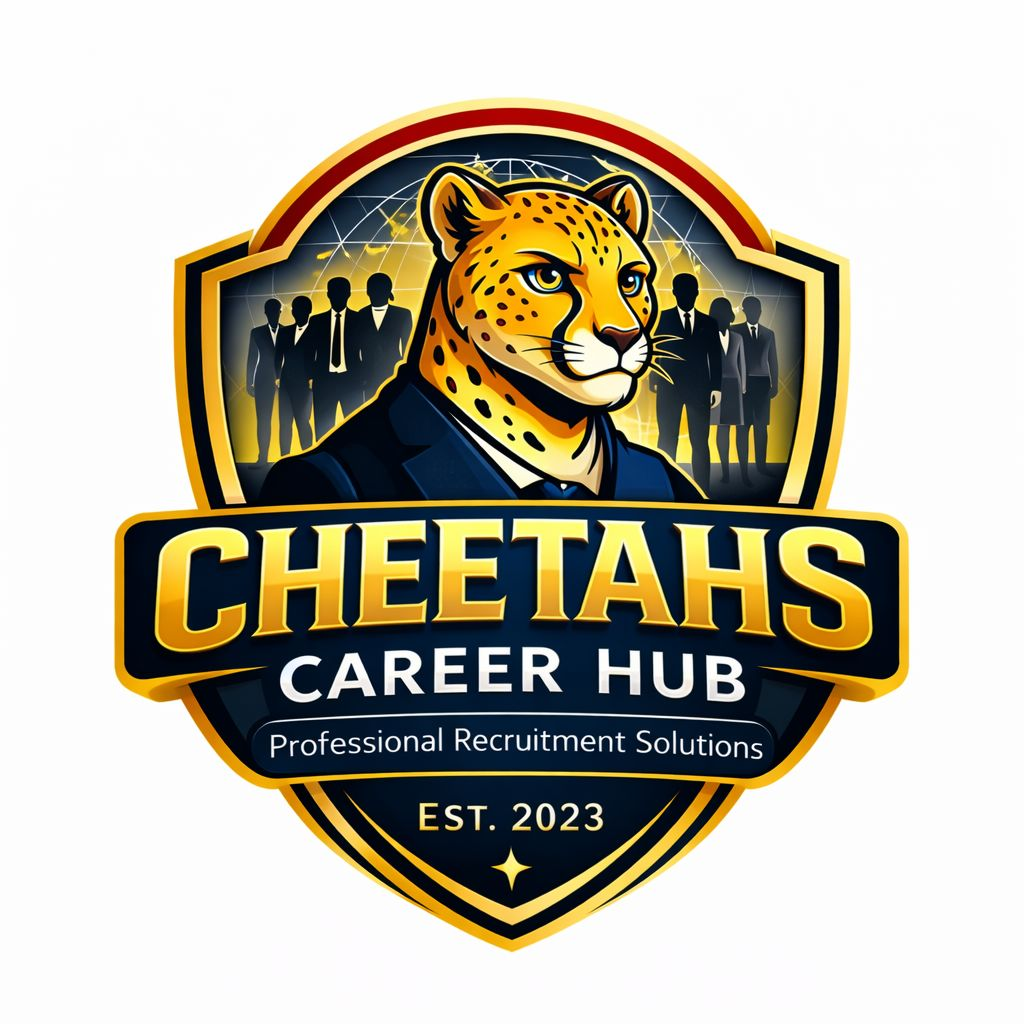 CHEETAHS
CAREER HUB
Professional Recruitment Solutions
EST. 2023